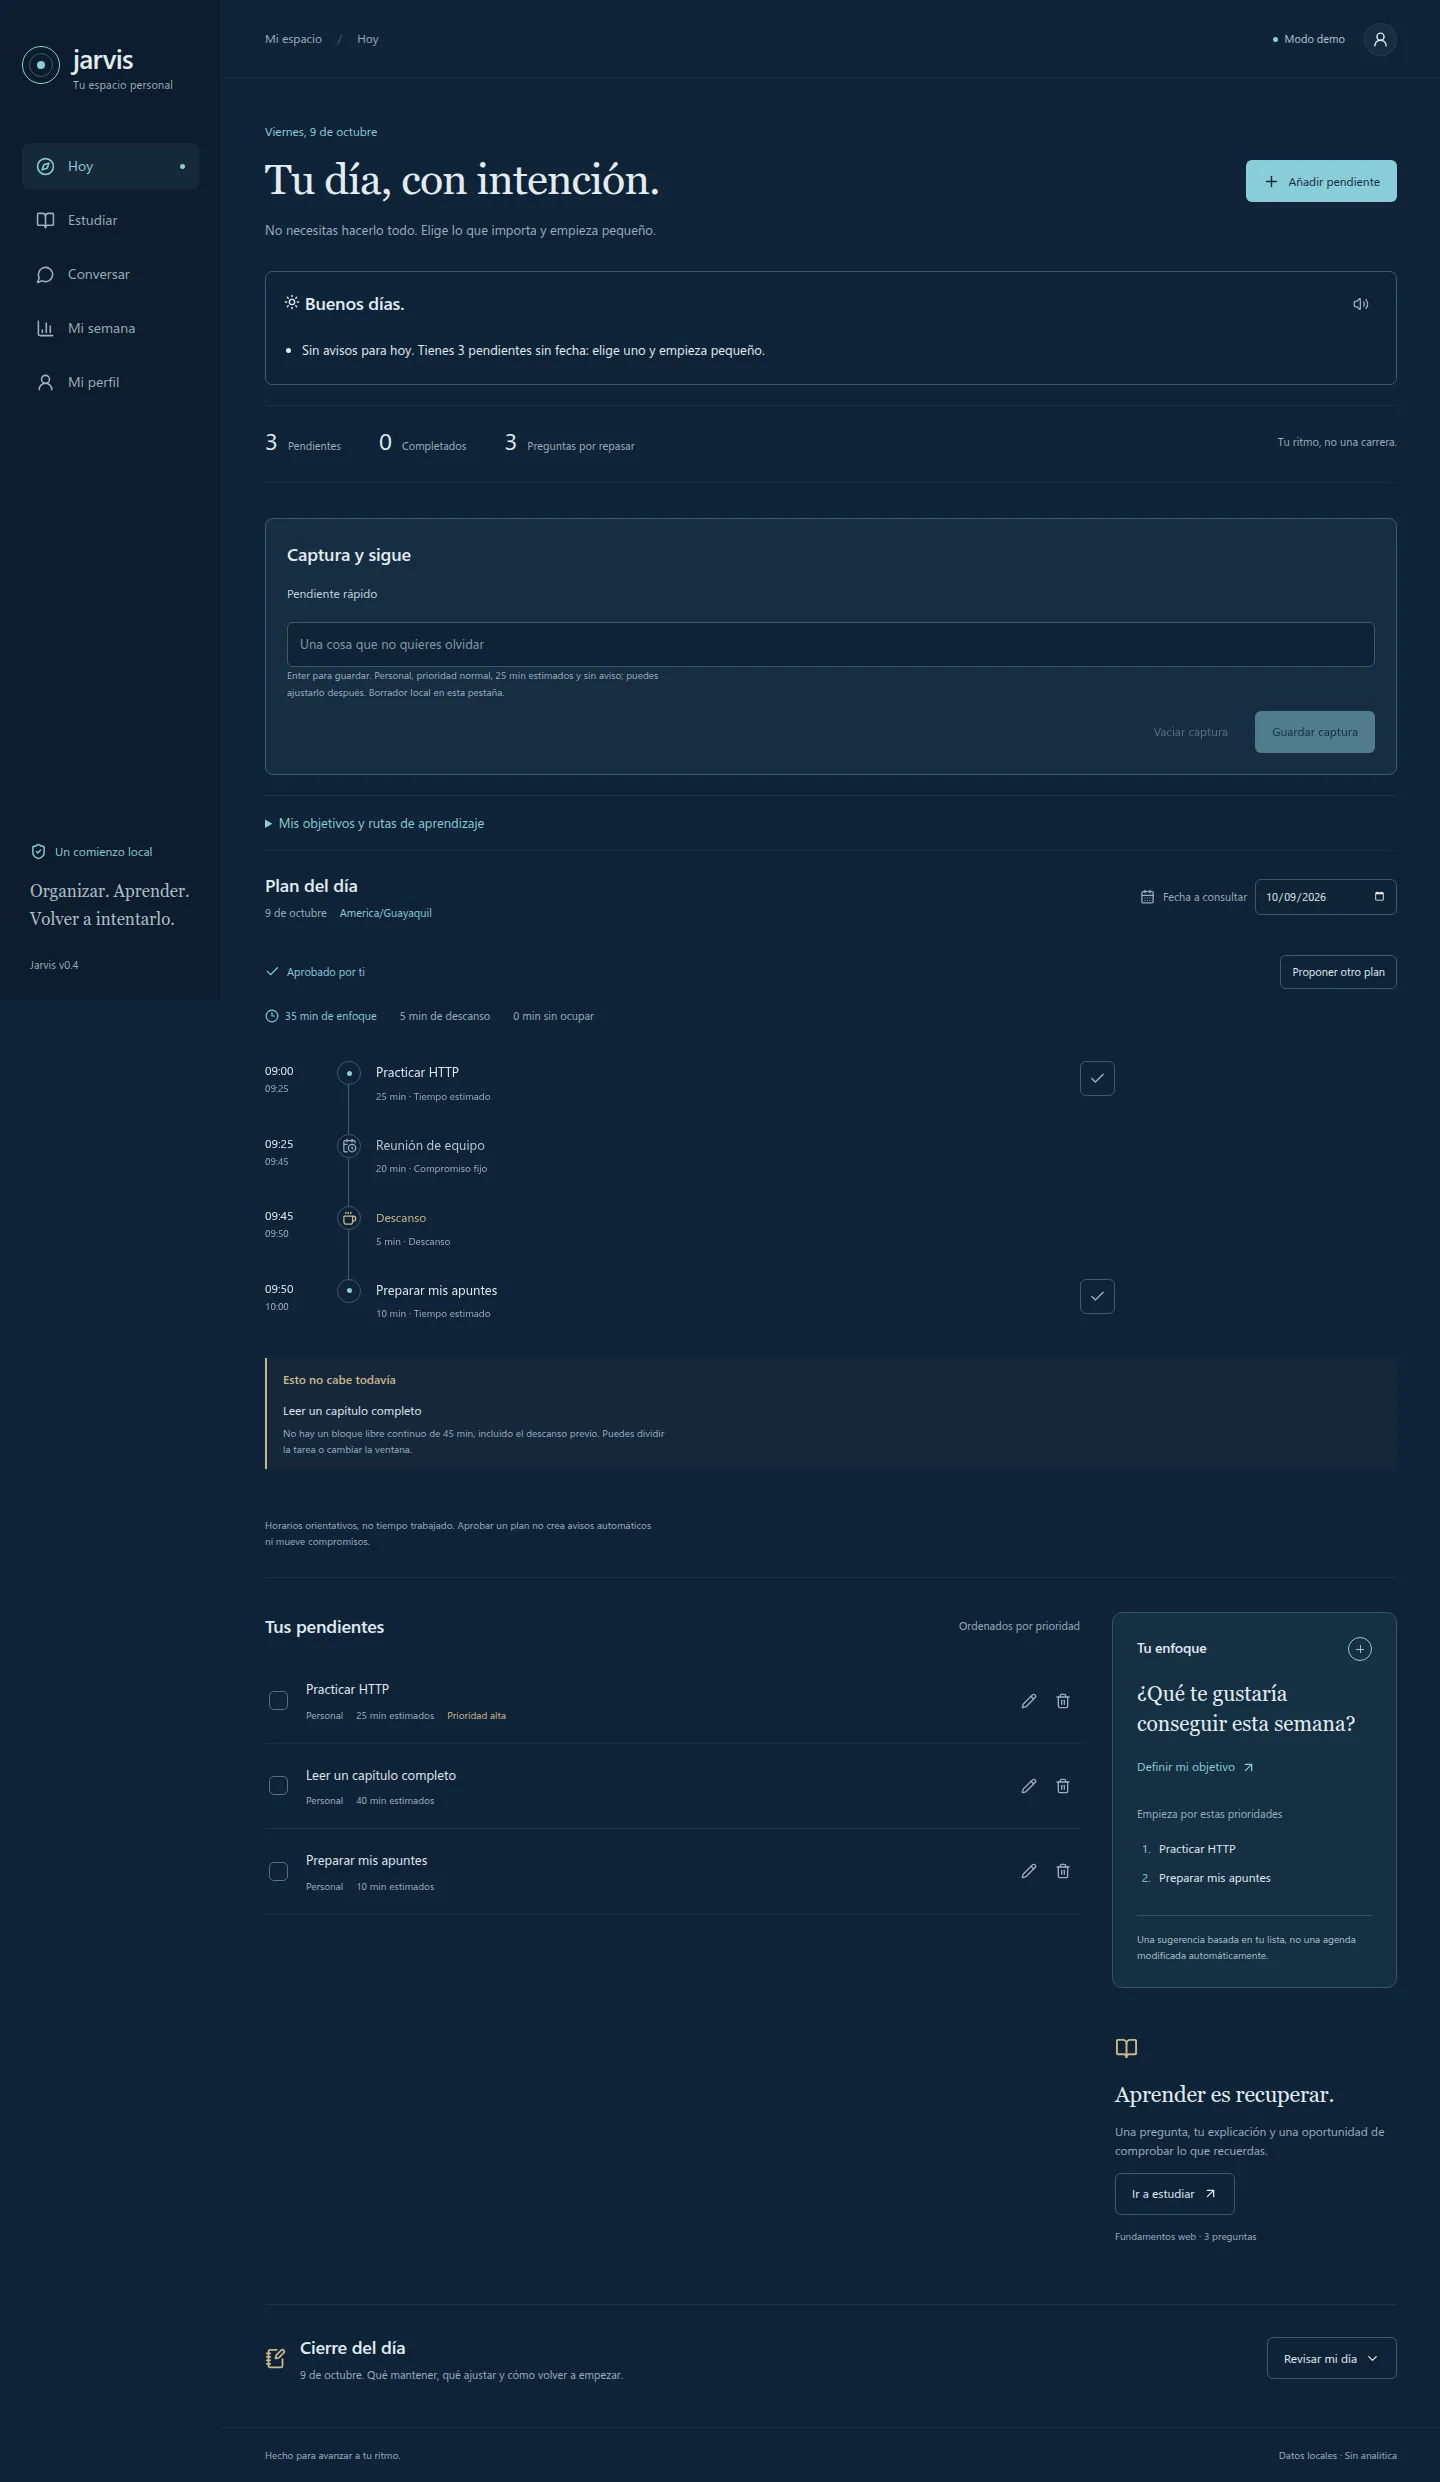 jarvis
Tu espacio personal
Hoy
Estudiar
Conversar
Mi semana
Mi perfil
Un comienzo local
Organizar. Aprender.
Volver a intentarlo.
Jarvis v0.4
Mi espacio / Hoy
Modo demo
Viernes, 9 de octubre
Tu día, con intención.
Añadir pendiente
No necesitas hacerlo todo. Elige lo que importa y empieza pequeño.
Buenos días.
Sin avisos para hoy. Tienes 3 pendientes sin fecha: elige uno y empieza pequeño.
3 Pendientes
0 Completados
3 Preguntas por repasar
Tu ritmo, no una carrera.
Captura y sigue
Pendiente rápido
Una cosa que no quieres olvidar
Enter para guardar. Personal, prioridad normal, 25 min estimados y sin aviso; puedes
ajustarlo después. Borrador local en esta pestaña.
Vaciar captura
Guardar captura
Mis objetivos y rutas de aprendizaje
Plan del día
9 de octubre America/Guayaquil
Fecha a consultar 10/09/2026
Aprobado por ti
Proponer otro plan
35 min de enfoque
5 min de descanso
0 min sin ocupar
09:00
09:25
Practicar HTTP
25 min · Tiempo estimado
09:25
09:45
Reunión de equipo
20 min · Compromiso fijo
09:45
09:50
Descanso
5 min · Descanso
09:50
10:00
Preparar mis apuntes
10 min · Tiempo estimado
Esto no cabe todavía
Leer un capítulo completo
No hay un bloque libre continuo de 45 min, incluido el descanso previo. Puedes dividir
la tarea o cambiar la ventana.
Horarios orientativos, no tiempo trabajado. Aprobar un plan no crea avisos automáticos
ni mueve compromisos.
Tus pendientes
Ordenados por prioridad
Practicar HTTP
Personal 25 min estimados Prioridad alta
Leer un capítulo completo
Personal 40 min estimados
Preparar mis apuntes
Personal 10 min estimados
Tu enfoque
¿Qué te gustaría
conseguir esta semana?
Definir mi objetivo
Empieza por estas prioridades
1. Practicar HTTP
2. Preparar mis apuntes
Una sugerencia basada en tu lista, no una agenda
modificada automáticamente.
Aprender es recuperar.
Una pregunta, tu explicación y una oportunidad de
comprobar lo que recuerdas.
Ir a estudiar
Fundamentos web · 3 preguntas
Cierre del día
9 de octubre. Qué mantener, qué ajustar y cómo volver a empezar.
Revisar mi día
Hecho para avanzar a tu ritmo.
Datos locales · Sin analítica